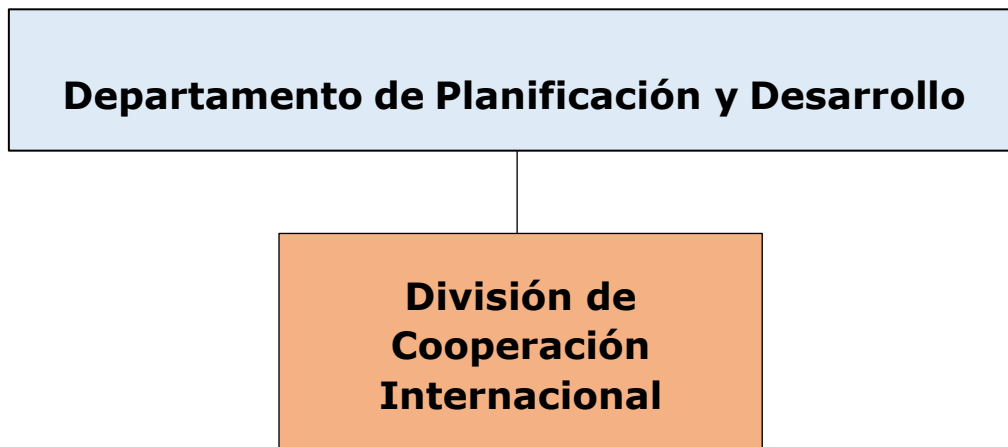 Departamento de Planificación y Desarrollo
División de
Cooperación
Internacional